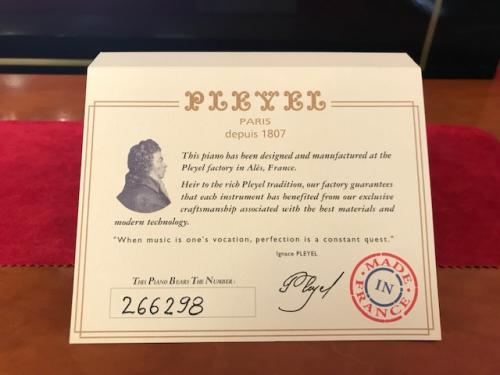 PLEYEL
PARIS
depuis 1807
This piano has been designed and manufactured at the
Pleyel factory in Alès, France.
Heir to the rich Pleyel tradition, our factory guarantees
that each instrument has benefited from our exclusive
craftsmanship associated with the best materials and
modern technology.
"When music is one's vocation, perfection is a constant quest."
Ignace PLEYEL
THIS PIANO BEARS THE NUMBER:
266298
Pleyel
MADE IN FRANCE